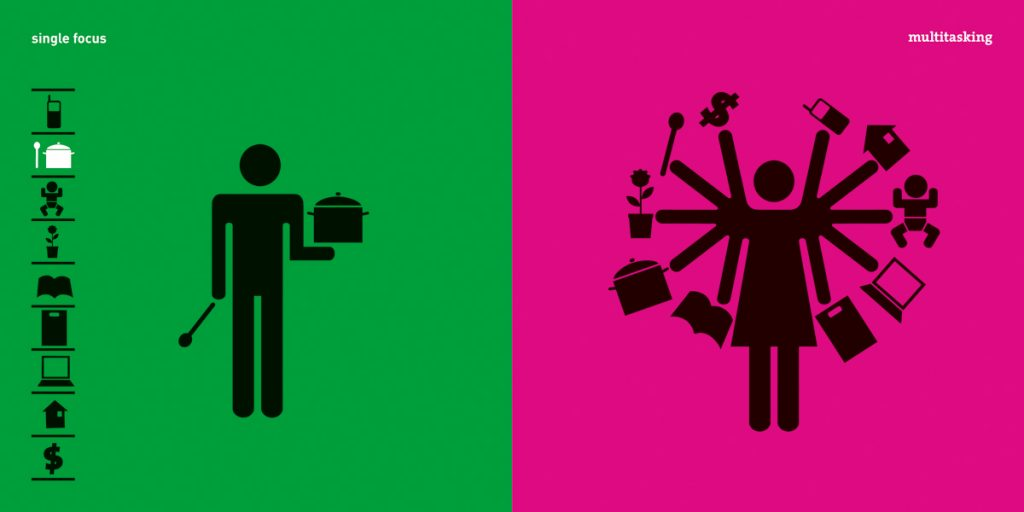 single focus
multitasking
$
$